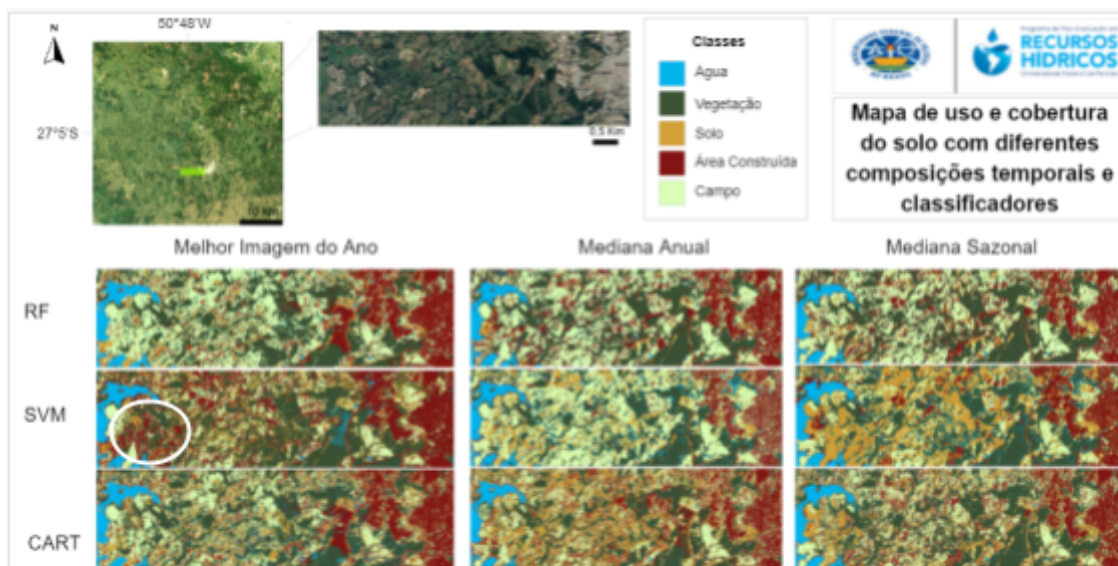 50°48'W
N
27°5'S
10 Km
0,5 Km
Classes
Agua
Vegetação
Solo
Área Construída
Campo
RECURSOS
HÍDRICOS
Mapa de uso e cobertura
do solo com diferentes
composições temporais e
classificadores
Melhor Imagem do Ano
Mediana Anual
Mediana Sazonal
RF
SVM
CART